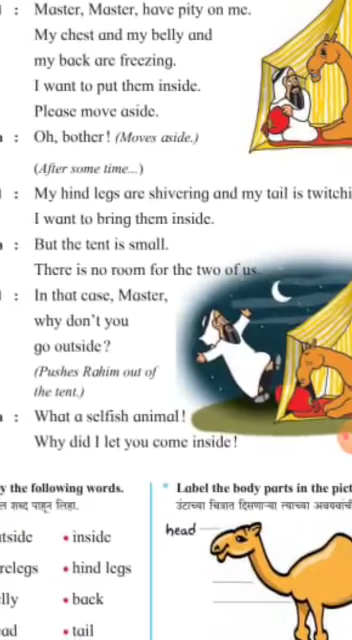 : Master, Master, have pity on me.
My chest and my belly and
my back are freezing.
I want to put them inside.
Please move aside.
: Oh, bother! (Moves aside.)
(After some time...)
: My hind legs are shivering and my tail is twitchi
I want to bring them inside.
: But the tent is small.
There is no room for the two of us.
: In that case, Master,
why don't you
go outside?
(Pushes Rahim out of
the tent.)
: What a selfish animal!
Why did I let you come inside!
y the following words.
ल शब्द पाहून लिहा.
tside • inside
relegs • hind legs
lly • back
ad • tail
* Label the body parts in the pict
उंटाच्या चित्रात दिसणाऱ्या त्याच्या अवयवांची
head